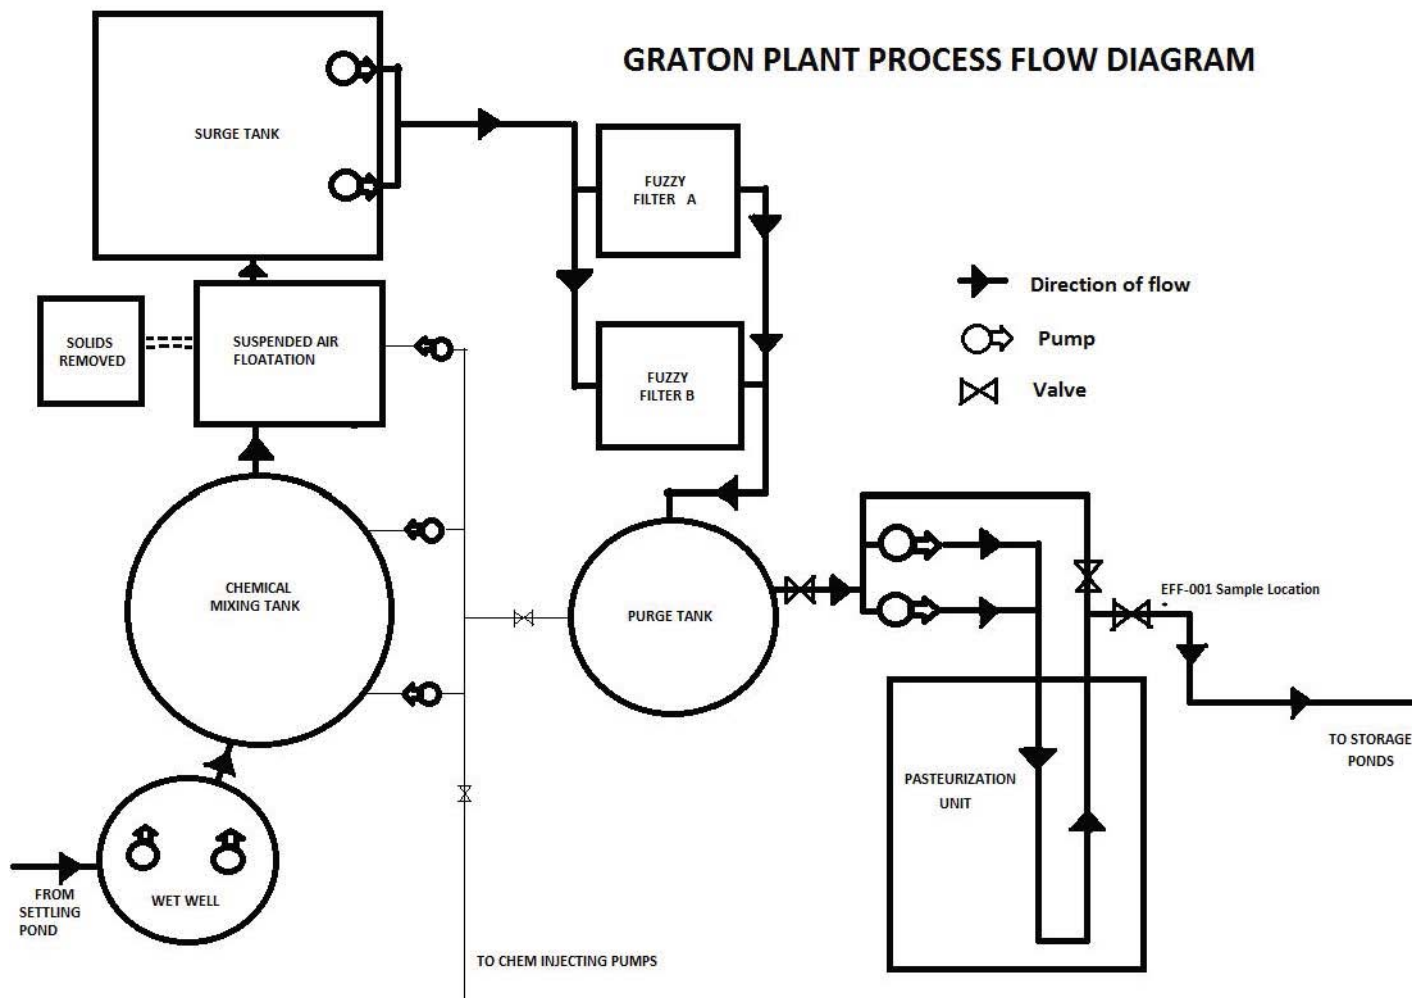 GRATON PLANT PROCESS FLOW DIAGRAM
SURGE TANK
FUZZY
FILTER A
Direction of flow
Pump
Valve
SOLIDS
REMOVED
SUSPENDED AIR
FLOATATION
FUZZY
FILTER B
CHEMICAL
MIXING TANK
PURGE TANK
EFF-001 Sample Location
TO STORAGE
PONDS
PASTEURIZATION
UNIT
WET WELL
FROM
SETTLING
POND
TO CHEM INJECTING PUMPS